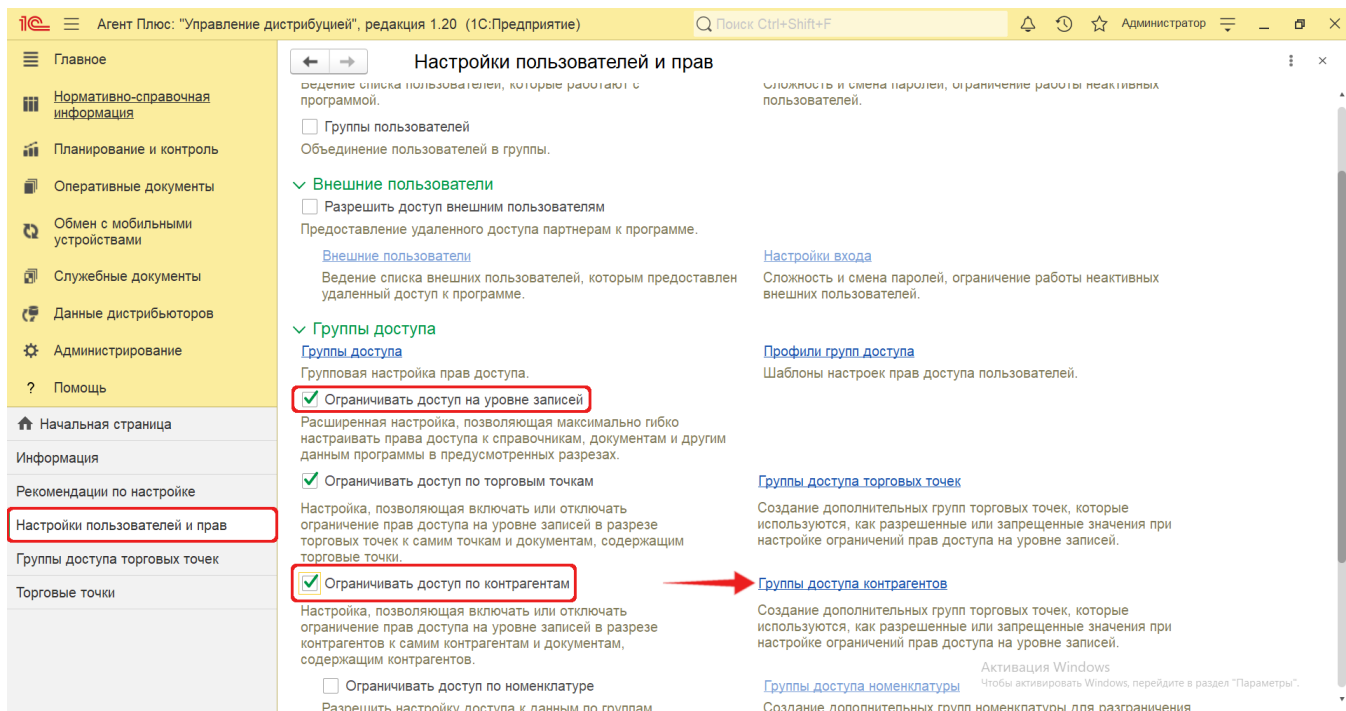 1С Агент Плюс: "Управление дистрибуцией", редакция 1.20 (1С:Предприятие) Поиск Ctrl+Shift+F Администратор
Главное
Нормативно-справочная
информация
Планирование и контроль
Оперативные документы
Обмен с мобильными
устройствами
Служебные документы
Данные дистрибьюторов
Администрирование
? Помощь
Начальная страница
Информация
Рекомендации по настройке
Настройки пользователей и прав
Группы доступа торговых точек
Торговые точки
Настройки пользователей и прав
Ведение списка пользователей, которые работают с
программой.
Сложность и смена паролей, ограничение работы неактивных
пользователей.
Группы пользователей
Объединение пользователей в группы.
Внешние пользователи
Разрешить доступ внешним пользователям
Предоставление удаленного доступа партнерам к программе.
Внешние пользователи
Ведение списка внешних пользователей, которым предоставлен
удаленный доступ к программе.
Настройки входа
Сложность и смена паролей, ограничение работы неактивных
внешних пользователей.
Группы доступа
Группы доступа
Групповая настройка прав доступа.
Профили групп доступа
Шаблоны настроек прав доступа пользователей.
Ограничивать доступ на уровне записей
Расширенная настройка, позволяющая максимально гибко
настраивать права доступа к справочникам, документам и другим
данным программы в предусмотренных разрезах.
Ограничивать доступ по торговым точкам
Настройка, позволяющая включать или отключать
ограничение прав доступа на уровне записей в разрезе
торговых точек к самим точкам и документам, содержащим
торговые точки.
Группы доступа торговых точек
Создание дополнительных групп торговых точек, которые
используются, как разрешенные или запрещенные значения при
настройке ограничений прав доступа на уровне записей.
Ограничивать доступ по контрагентам
Настройка, позволяющая включать или отключать
ограничение прав доступа на уровне записей в разрезе
контрагентов к самим контрагентам и документам,
содержащим контрагентов.
Группы доступа контрагентов
Создание дополнительных групп торговых точек, которые
используются, как разрешенные или запрещенные значения при
настройке ограничений прав доступа на уровне записей.
Активация Windows
Чтобы активировать Windows, перейдите в раздел "Параметры".
Ограничивать доступ по номенклатуре
Разрешить настройку доступа к данным по группам
Группы доступа номенклатуры
Создание дополнительных групп номенклатуры для разграничения